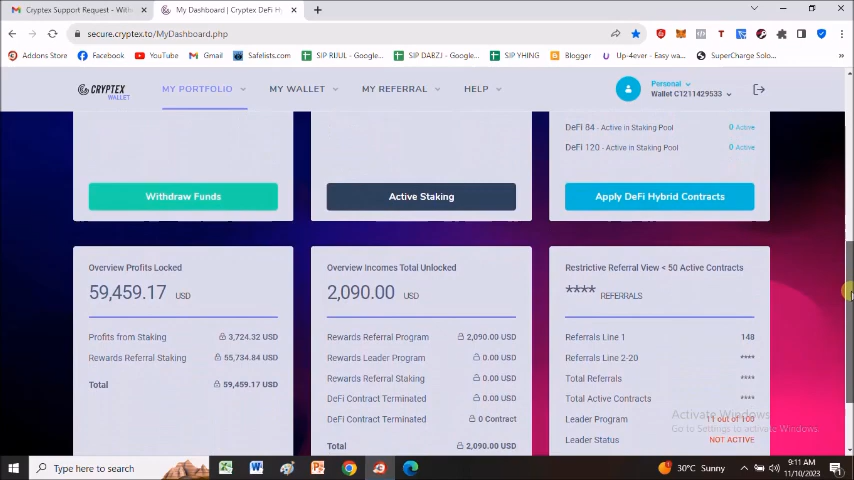 Cryptex Support Request - With
My Dashboard | Cryptex DeFi H
secure.cryptex.to/MyDashboard.php
Addons Store
Facebook
YouTube
Gmail
Safelists.com
SIP RIJUL - Google...
SIP DABZJ - Google...
SIP YHING
Blogger
Up-4ever - Easy wa...
SuperCharge Solo...
CRYPTEX WALLET
MY PORTFOLIO
MY WALLET
MY REFERRAL
HELP
Personal
Wallet C1211429533
DeFi 84 - Active in Staking Pool 0 Active
DeFi 120 - Active in Staking Pool 0 Active
Withdraw Funds
Active Staking
Apply DeFi Hybrid Contracts
Overview Profits Locked
59,459.17 USD
Profits from Staking 3,724.32 USD
Rewards Referral Staking 55,734.84 USD
Total 59,459.17 USD
Overview Incomes Total Unlocked
2,090.00 USD
Rewards Referral Program 2,090.00 USD
Rewards Leader Program 0.00 USD
Rewards Referral Staking 0.00 USD
DeFi Contract Terminated 0.00 USD
DeFi Contract Terminated 0 Contract
Total 2,090.00 USD
Restrictive Referral View < 50 Active Contracts
**** REFERRALS
Referrals Line 1 148
Referrals Line 2-20 ****
Total Referrals ****
Total Active Contracts ****
Leader Program 11 out of 100
Leader Status NOT ACTIVE
Activate Windows
Go to Settings to activate Windows.
Type here to search
30°C Sunny
9:11 AM
11/10/2023